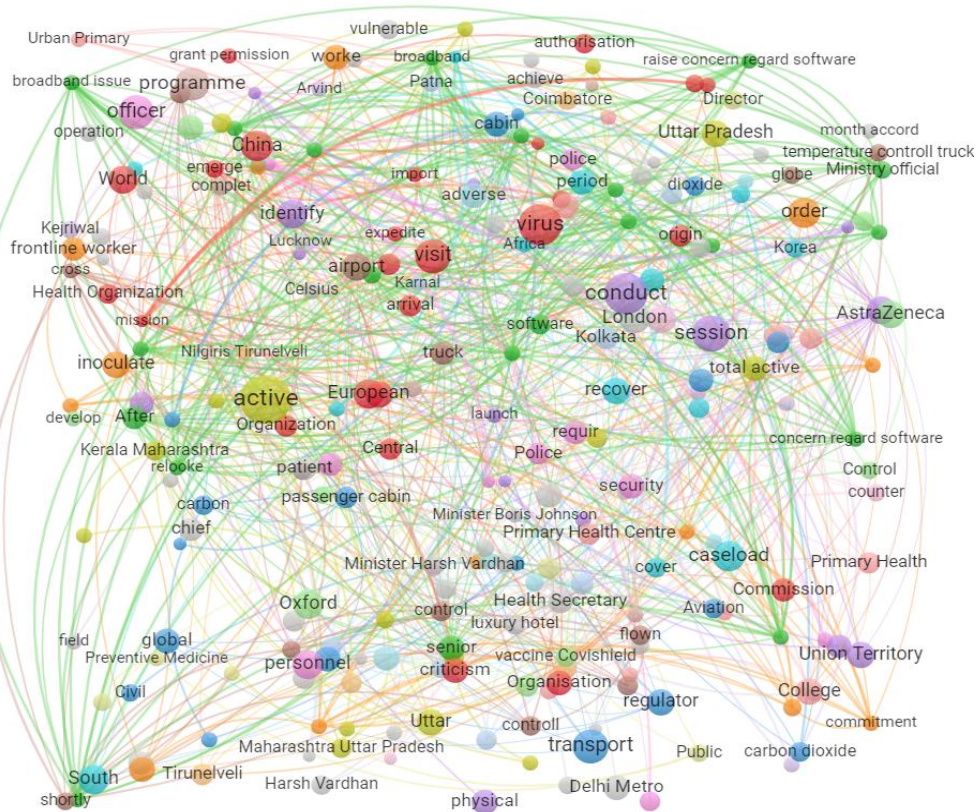 vulnerable
Urban Primary
authorisation
grant permission
worke
broadband
raise concern regard software
broadband issue
programme
Arvind
Patna
achieve
Coimbatore
Director
officer
operation
cabin
Uttar Pradesh
month accord
China
police
temperature controll truck
emerge
complet
World
import
adverse
period
dioxide
globe
Ministry official
identify
virus
order
Kejriwal
frontline worker
Lucknow
expedite
Africa
origin
Korea
cross
airport
visit
Celsius
Karnal
Health Organization
arrival
conduct
mission
software
London
Kolkata
session
AstraZeneca
inoculate
Nilgiris Tirunelveli
truck
total active
active
European
recover
develop
After
Organization
launch
requir
concern regard software
Kerala Maharashtra
relooke
Central
Police
patient
security
Control
counter
carbon
passenger cabin
chief
Minister Boris Johnson
Primary Health Centre
Minister Harsh Vardhan
cover
caseload
Primary Health
Oxford
control
Health Secretary
Commission
luxury hotel
Aviation
field
global
senior
flown
Preventive Medicine
personnel
criticism
vaccine Covishield
Union Territory
Civil
Organisation
regulator
College
Uttar
controll
commitment
Maharashtra Uttar Pradesh
transport
Public
carbon dioxide
South
Tirunelveli
Harsh Vardhan
Delhi Metro
shortly
physical